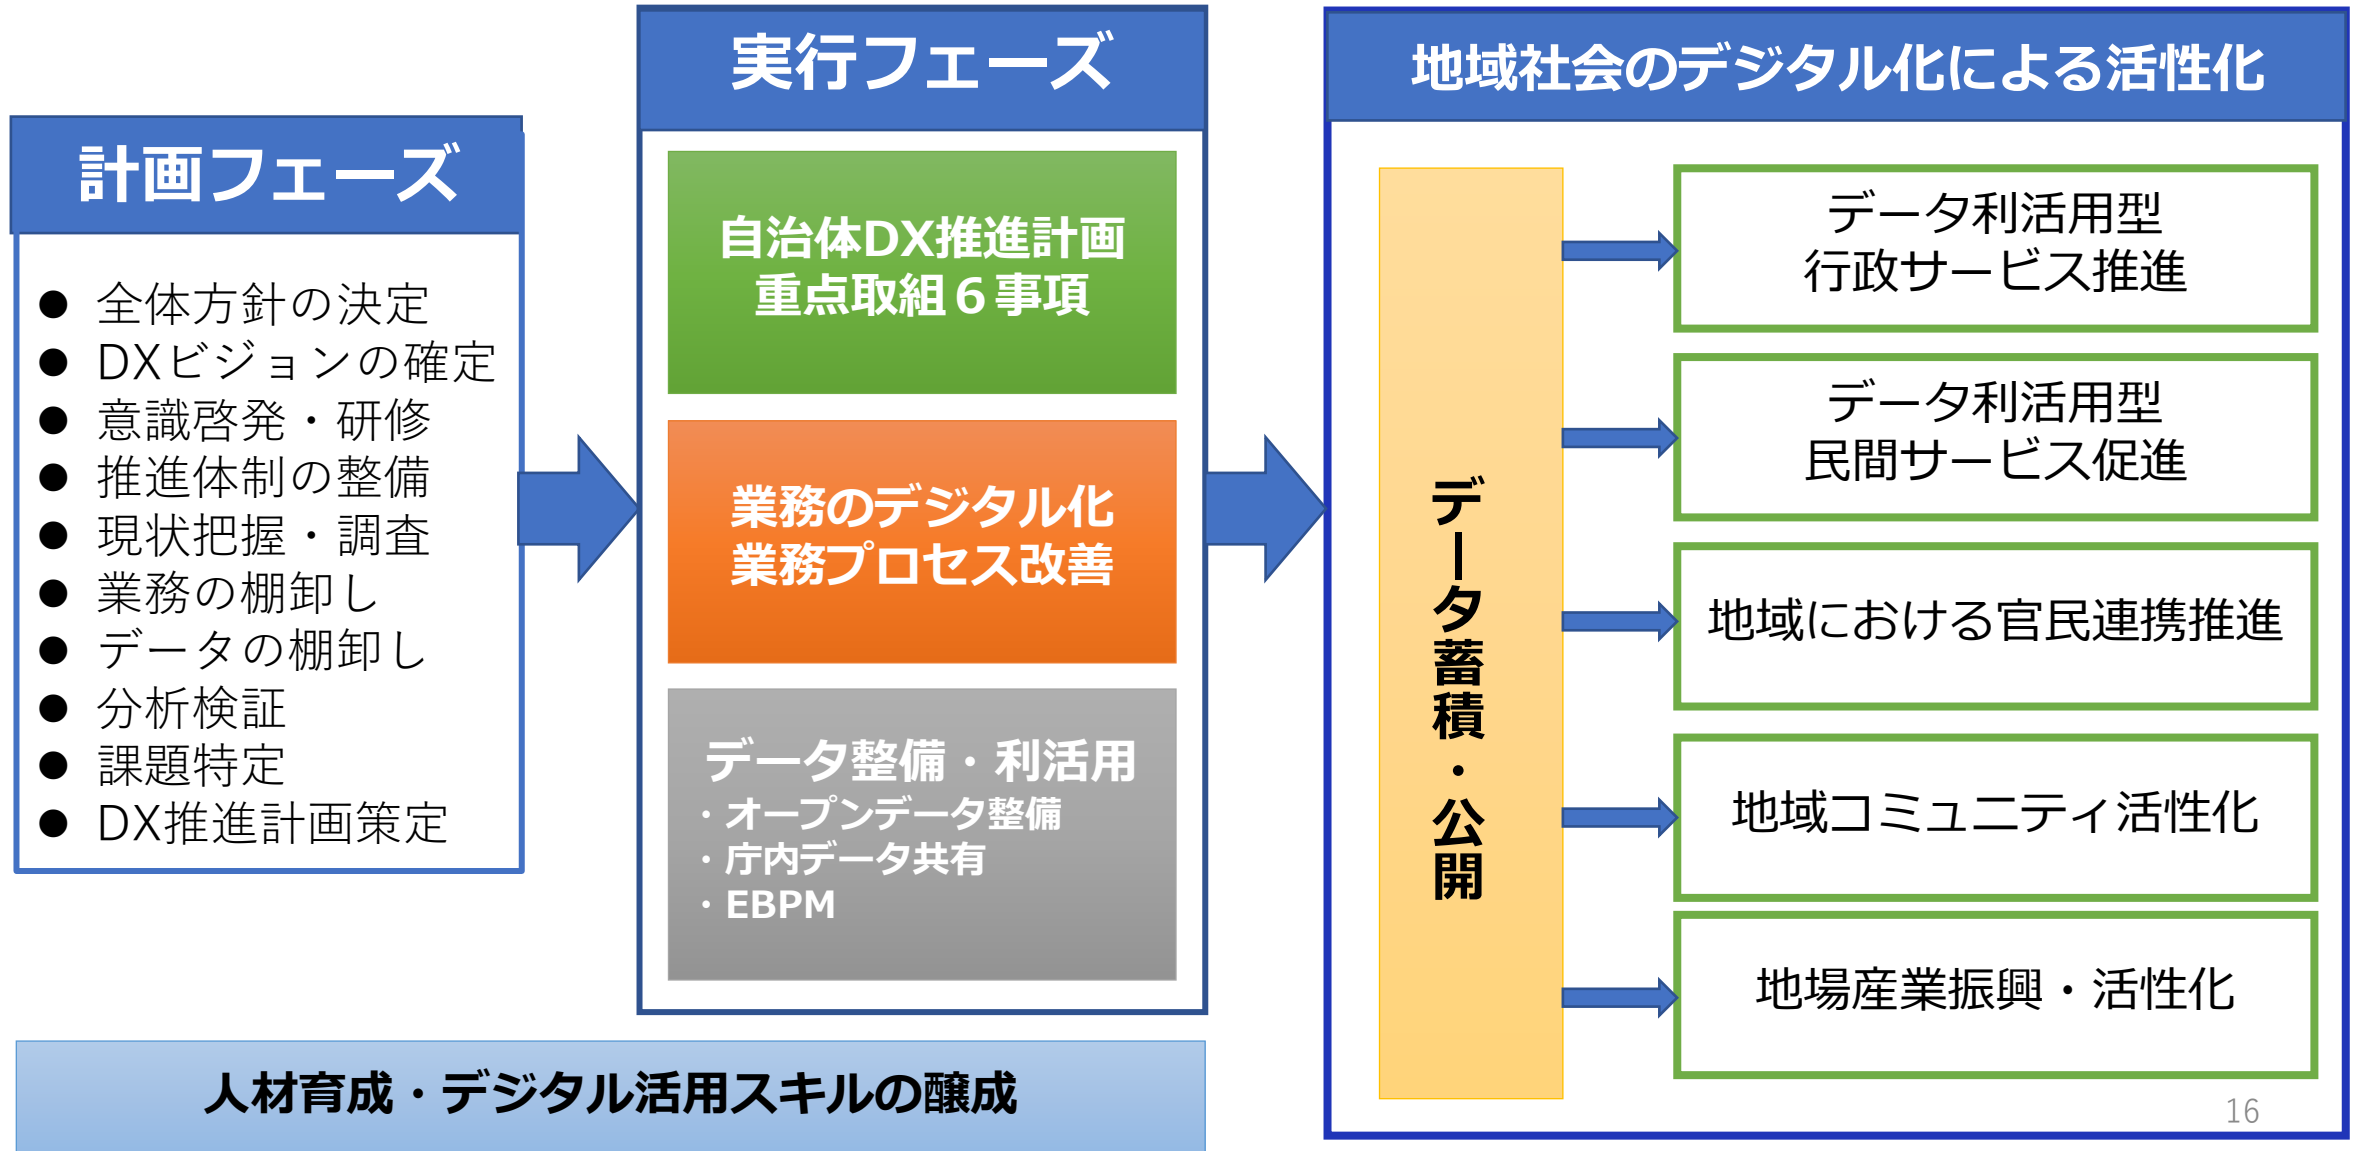 計画フェーズ
● 全体方針の決定
● DXビジョンの確定
● 意識啓発・研修
● 推進体制の整備
● 現状把握・調査
● 業務の棚卸し
● データの棚卸し
● 分析検証
● 課題特定
● DX推進計画策定
実行フェーズ
自治体DX推進計画
重点取組６事項
業務のデジタル化
業務プロセス改善
データ整備・利活用
・オープンデータ整備
・庁内データ共有
・EBPM
人材育成・デジタル活用スキルの醸成
地域社会のデジタル化による活性化
データ蓄積・公開
データ利活用型
行政サービス推進
データ利活用型
民間サービス促進
地域における官民連携推進
地域コミュニティ活性化
地場産業振興・活性化
16